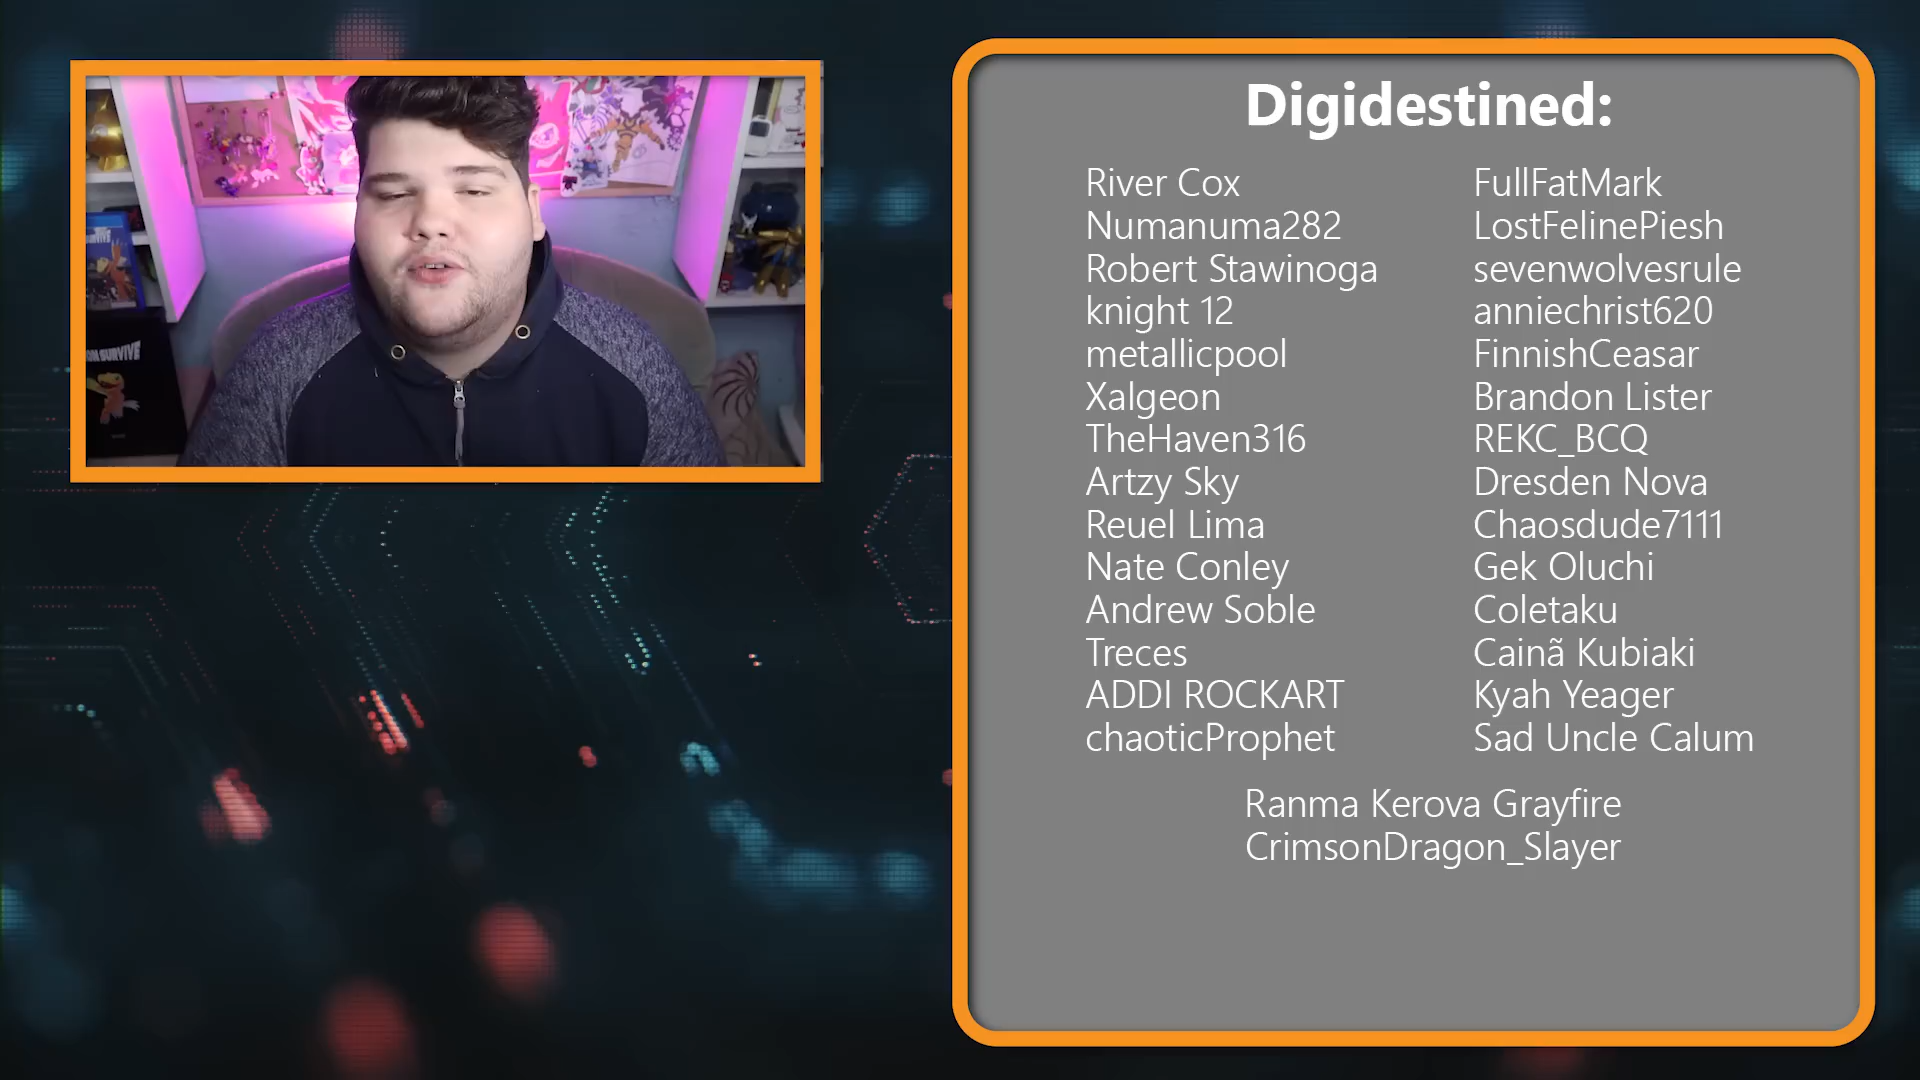 Digidestined:
River Cox
Numanuma282
Robert Stawinoga
knight 12
metallicpool
Xalgeon
TheHaven316
Artzy Sky
Reuel Lima
Nate Conley
Andrew Soble
Treces
ADDI ROCKART
chaoticProphet
FullFatMark
LostFelinePiesh
sevenwolvesrule
anniechrist620
FinnishCeasar
Brandon Lister
REKC_BCQ
Dresden Nova
Chaosdude7111
Gek Oluchi
Coletaku
Cainã Kubiaki
Kyah Yeager
Sad Uncle Calum
Ranma Kerova Grayfire
CrimsonDragon_Slayer
SURVIVE